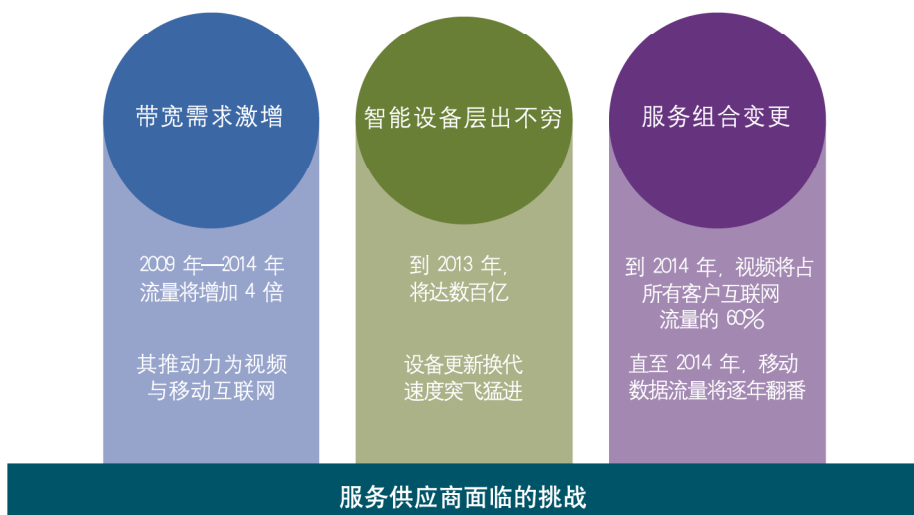 带宽需求激增
2009 年—2014 年
流量将增加 4 倍
其推动力为视频
与移动互联网
智能设备层出不穷
到 2013 年，
将达数百亿
设备更新换代
速度突飞猛进
服务组合变更
到 2014 年，视频将占
所有客户互联网
流量的 60%
直至 2014 年，移动
数据流量将逐年翻番
服务供应商面临的挑战